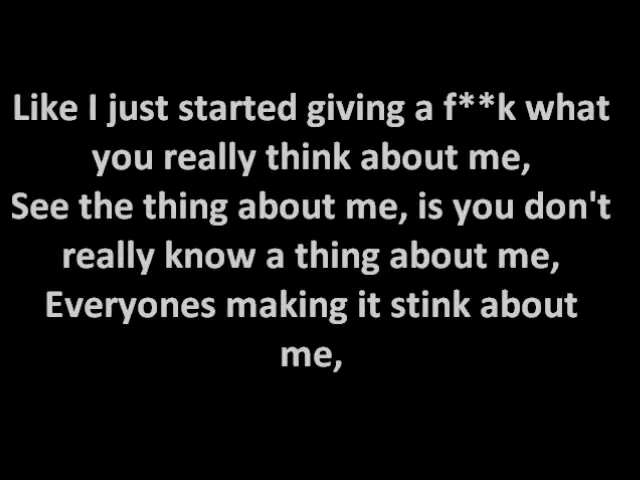 Like I just started giving a f**k what
you really think about me,
See the thing about me, is you don't
really know a thing about me,
Everyones making it stink about
me,